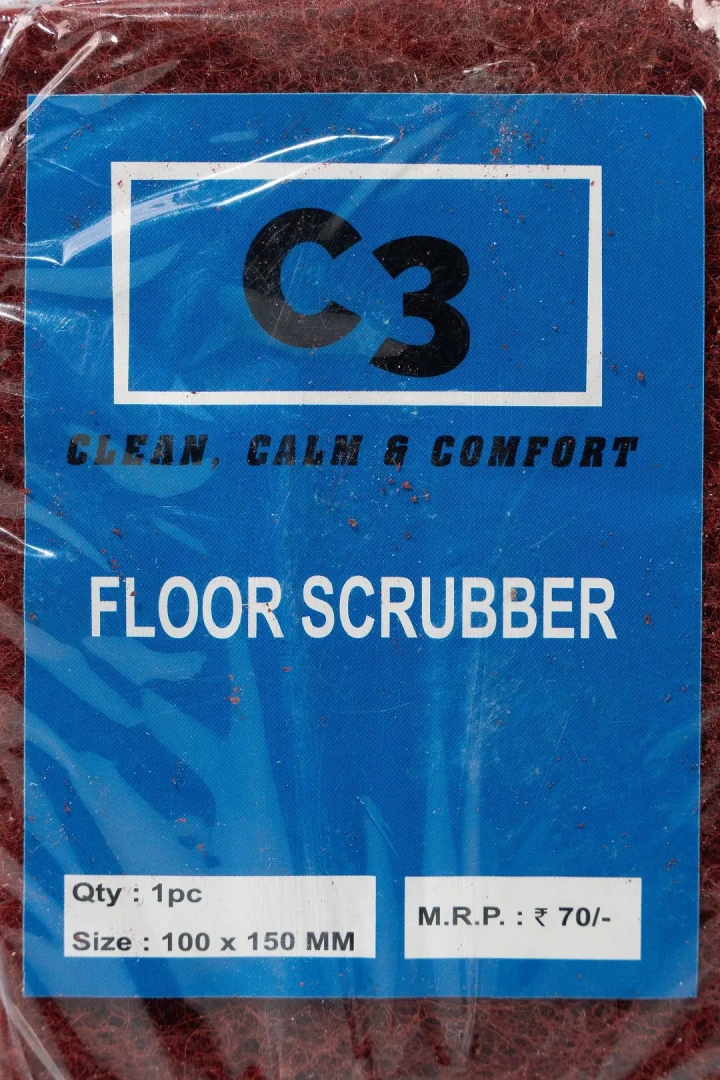 C3
CLEAN, CALM & COMFORT
FLOOR SCRUBBER
Qty : 1pc
Size : 100 x 150 MM
M.R.P. : ₹ 70/-